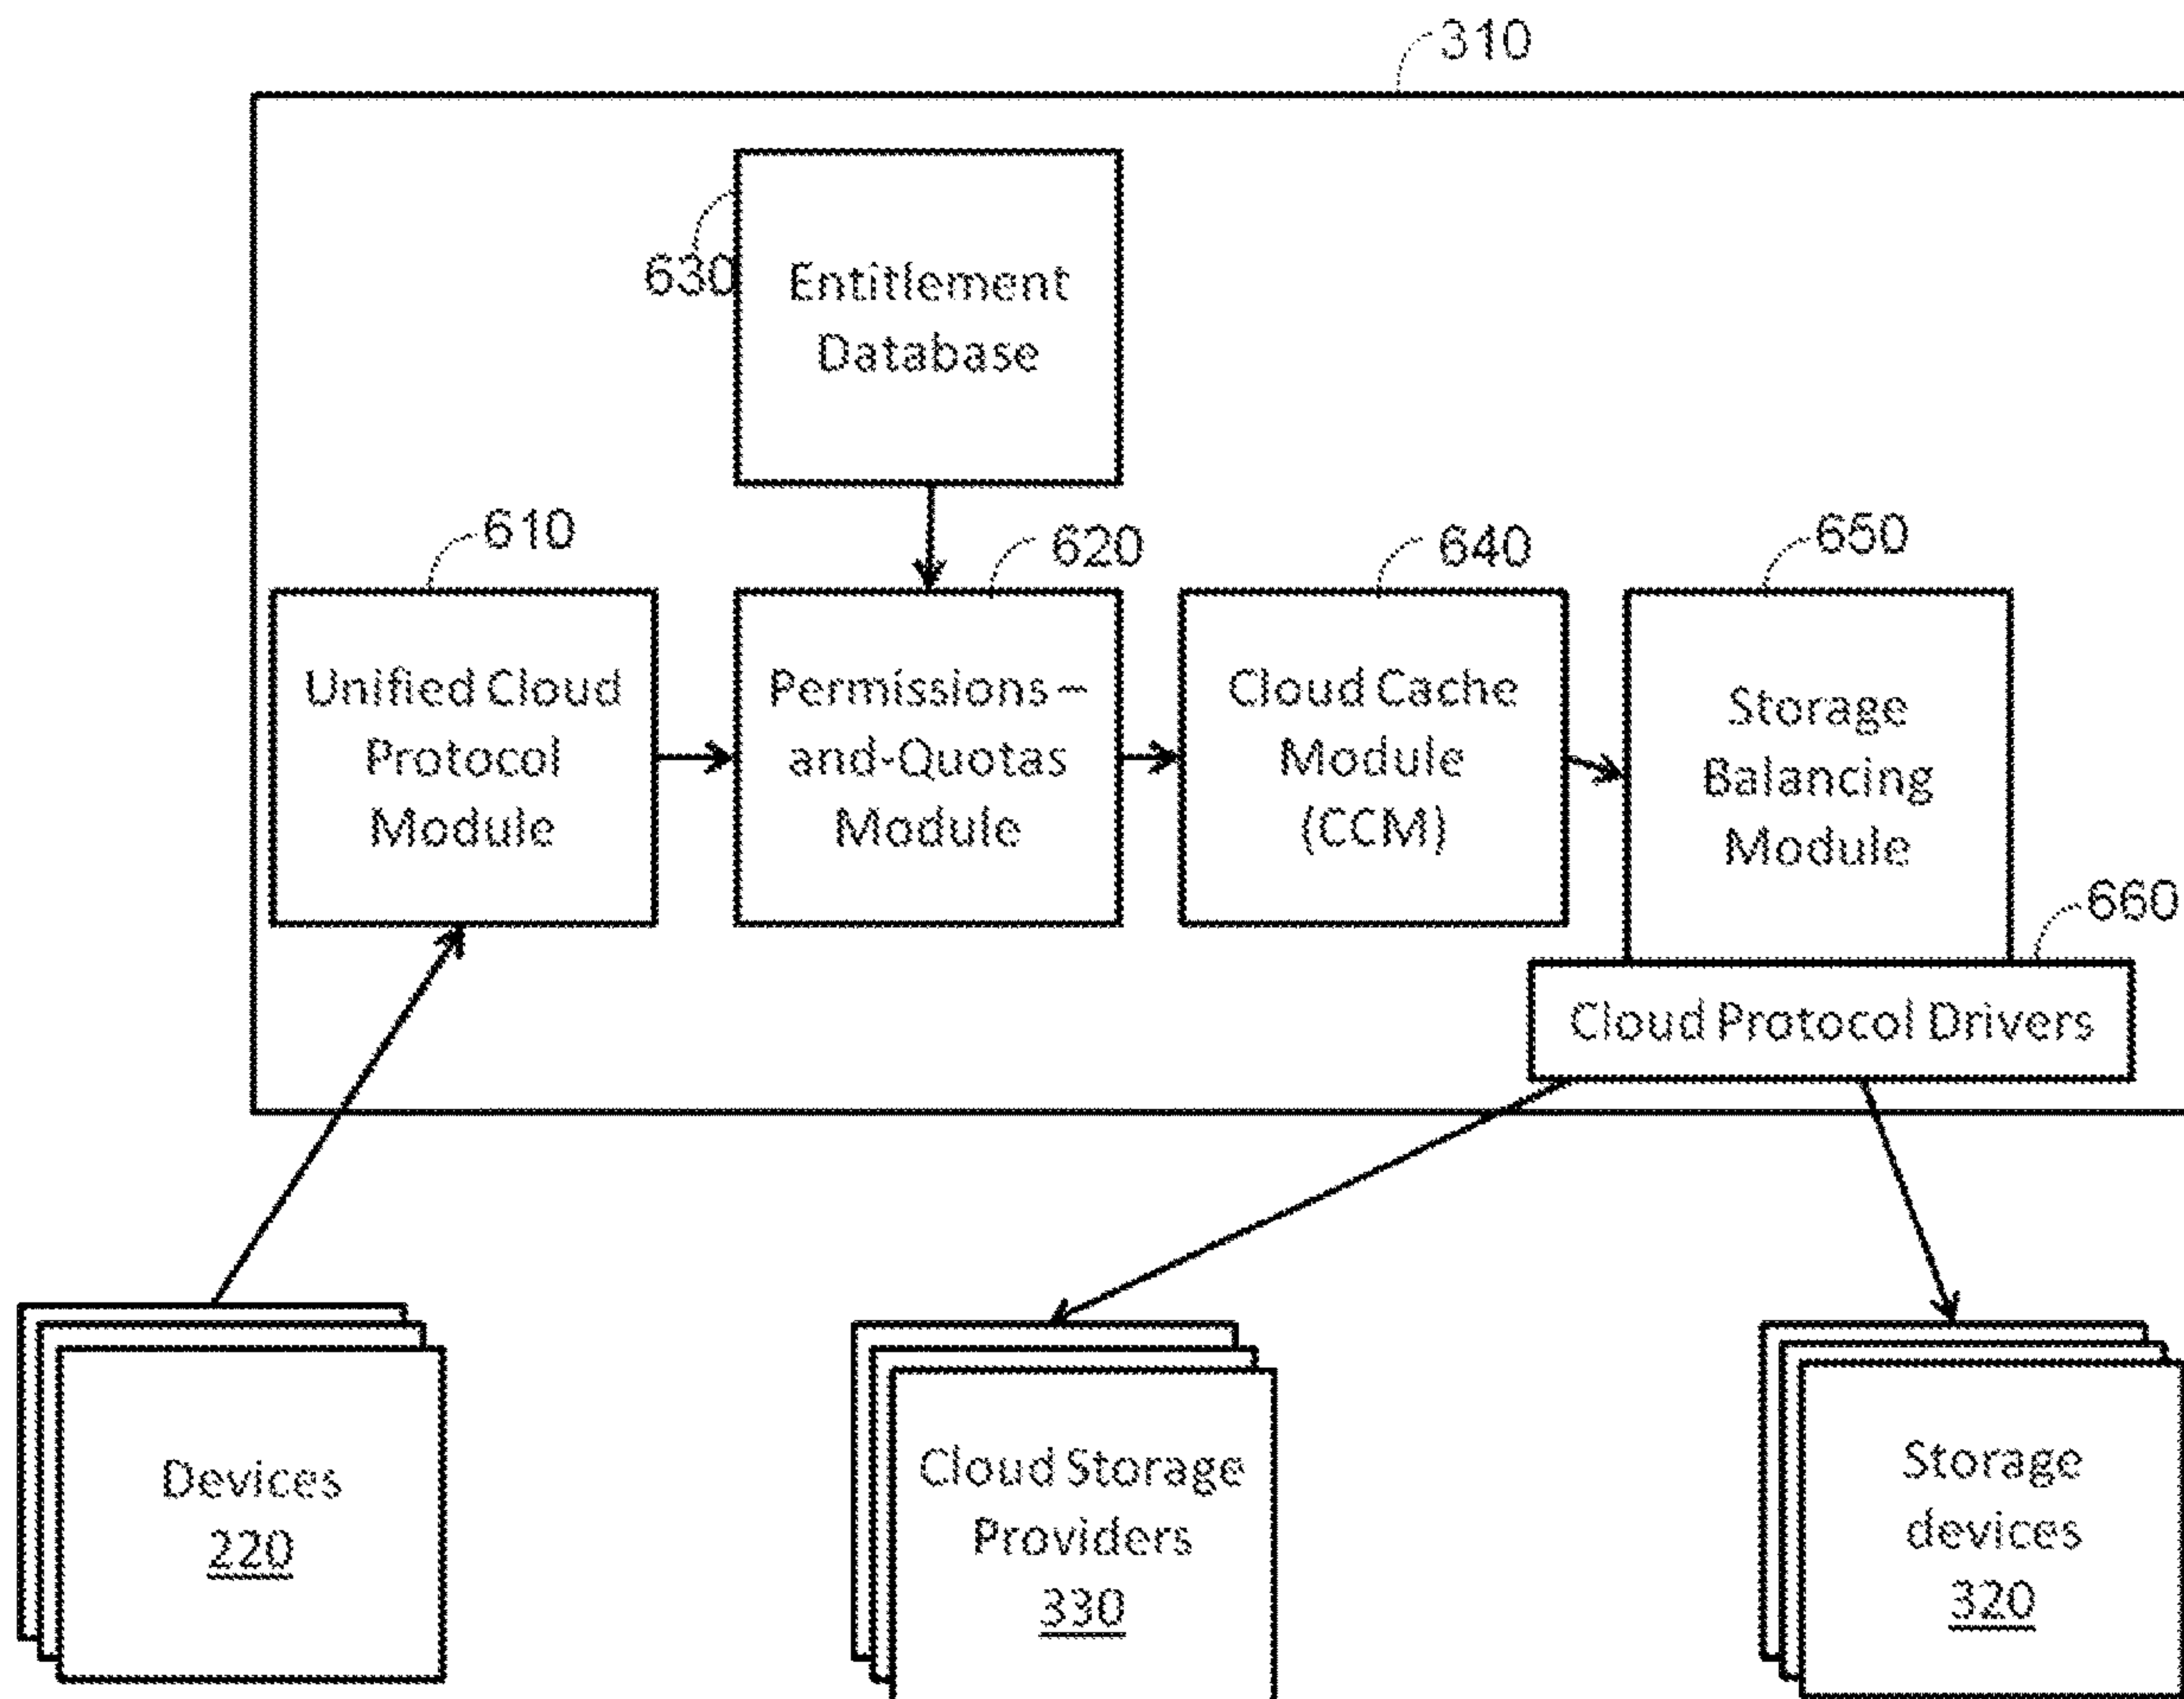 310
630
Entitlement
Database
610
620
640
650
Unified Cloud
Protocol
Module
Permissions –
and-Quotas
Module
Cloud Cache
Module
(CCM)
Storage
Balancing
Module
660
Cloud Protocol Drivers
Devices
220
Cloud Storage
Providers
330
Storage
devices
320